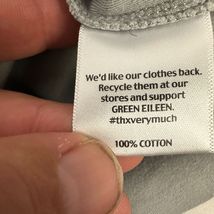 We'd like our clothes back.
Recycle them at our
stores and support
GREEN EILEEN.
#thxverymuch
100% COTTON